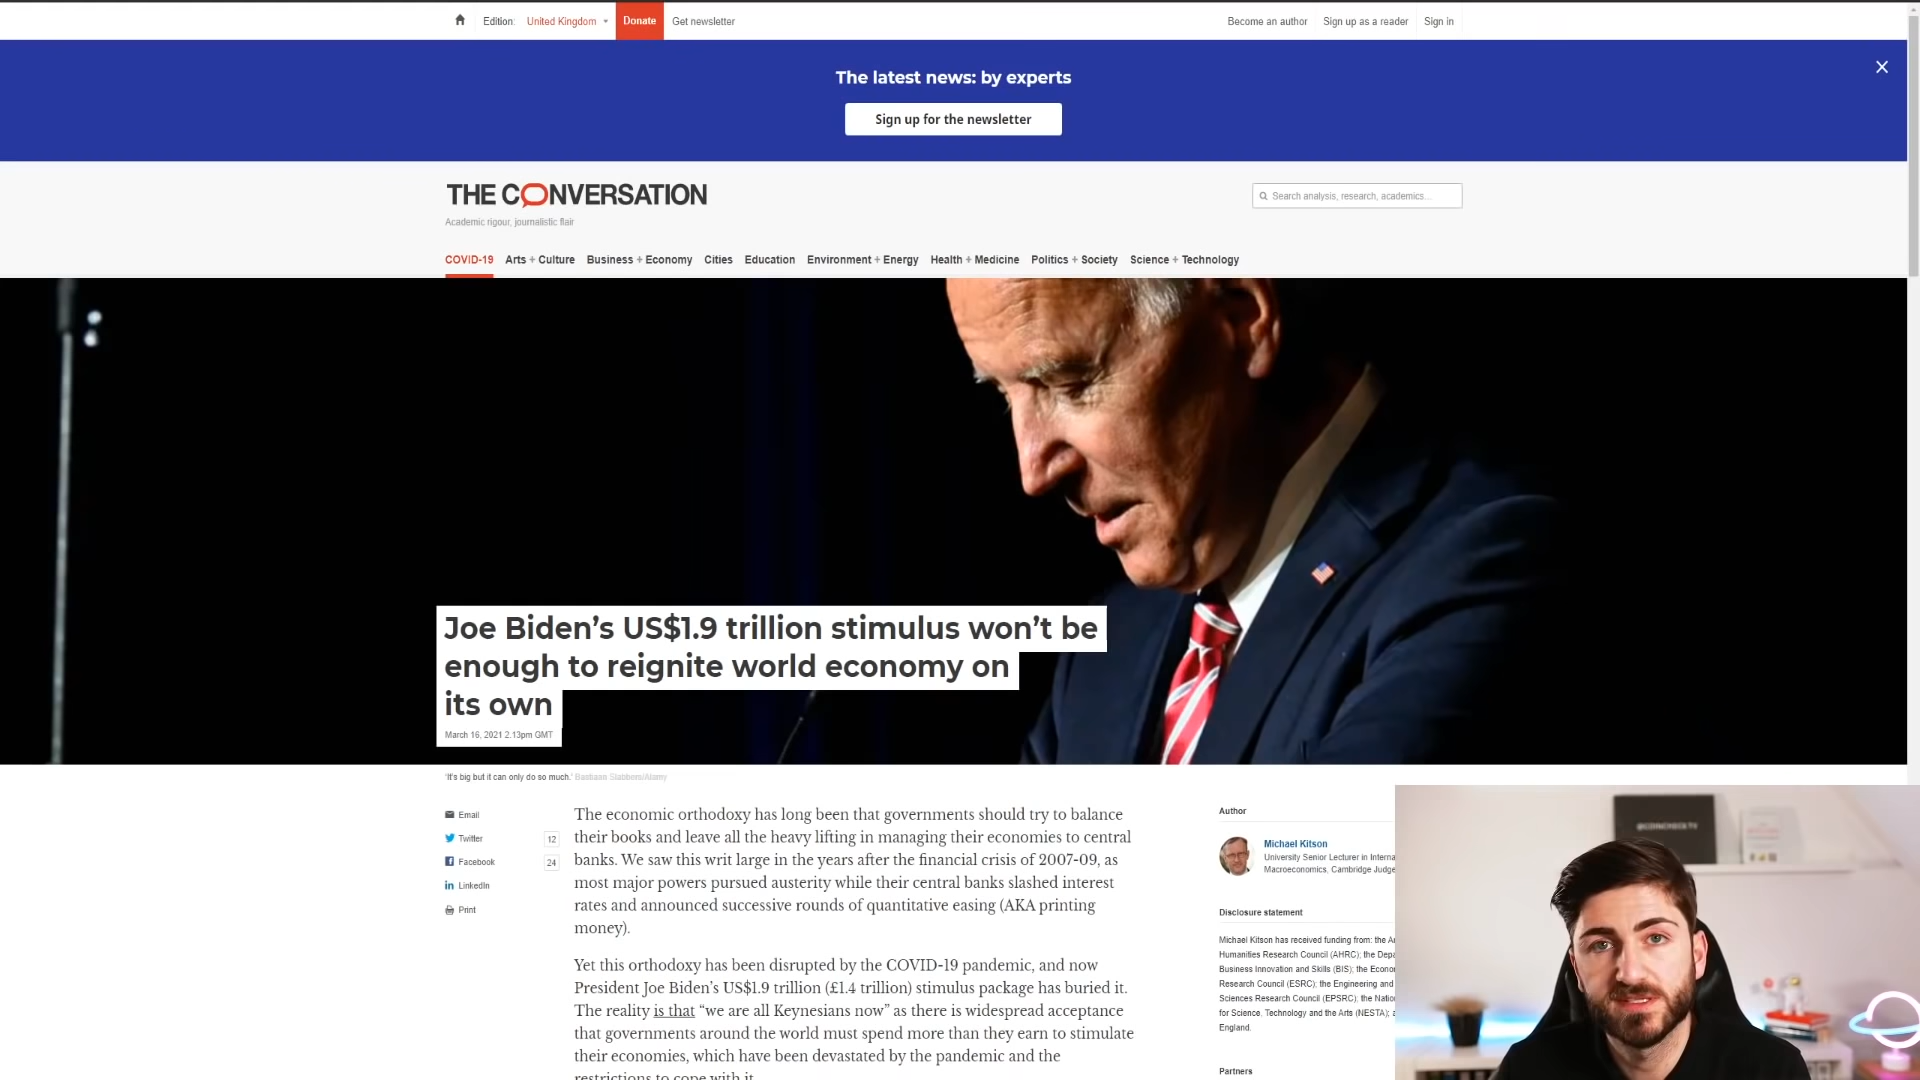 Edition: United Kingdom Donate Get newsletter Become an author Sign up as a reader Sign in
The latest news: by experts
Sign up for the newsletter
THE CONVERSATION
Academic rigour, journalistic flair
Search analysis, research, academics...
COVID-19 Arts + Culture Business + Economy Cities Education Environment + Energy Health + Medicine Politics + Society Science + Technology
Joe Biden’s US$1.9 trillion stimulus won’t be
enough to reignite world economy on
its own
March 16, 2021 2.13pm GMT
‘It’s big but it can only do so much.’ Bastiaan Slabbers/Alamy
Email
Twitter 12
Facebook 24
LinkedIn
Print
The economic orthodoxy has long been that governments should try to balance
their books and leave all the heavy lifting in managing their economies to central
banks. We saw this writ large in the years after the financial crisis of 2007-09, as
most major powers pursued austerity while their central banks slashed interest
rates and announced successive rounds of quantitative easing (AKA printing
money).
Yet this orthodoxy has been disrupted by the COVID-19 pandemic, and now
President Joe Biden’s US$1.9 trillion (£1.4 trillion) stimulus package has buried it.
The reality is that “we are all Keynesians now” as there is widespread acceptance
that governments around the world must spend more than they earn to stimulate
their economies, which have been devastated by the pandemic and the
restrictions to cope with it.
Author
Michael Kitson
University Senior Lecturer in
Macroeconomics, Cambridge Judge
Disclosure statement
Michael Kitson has received funding from: the
Humanities Research Council (AHRC); the
Business Innovation and Skills (BIS); the
Research Council (ESRC); the Engineering and
Sciences Research Council (EPSRC); the
for Science, Technology and the Arts (NESTA);
England.
Partners